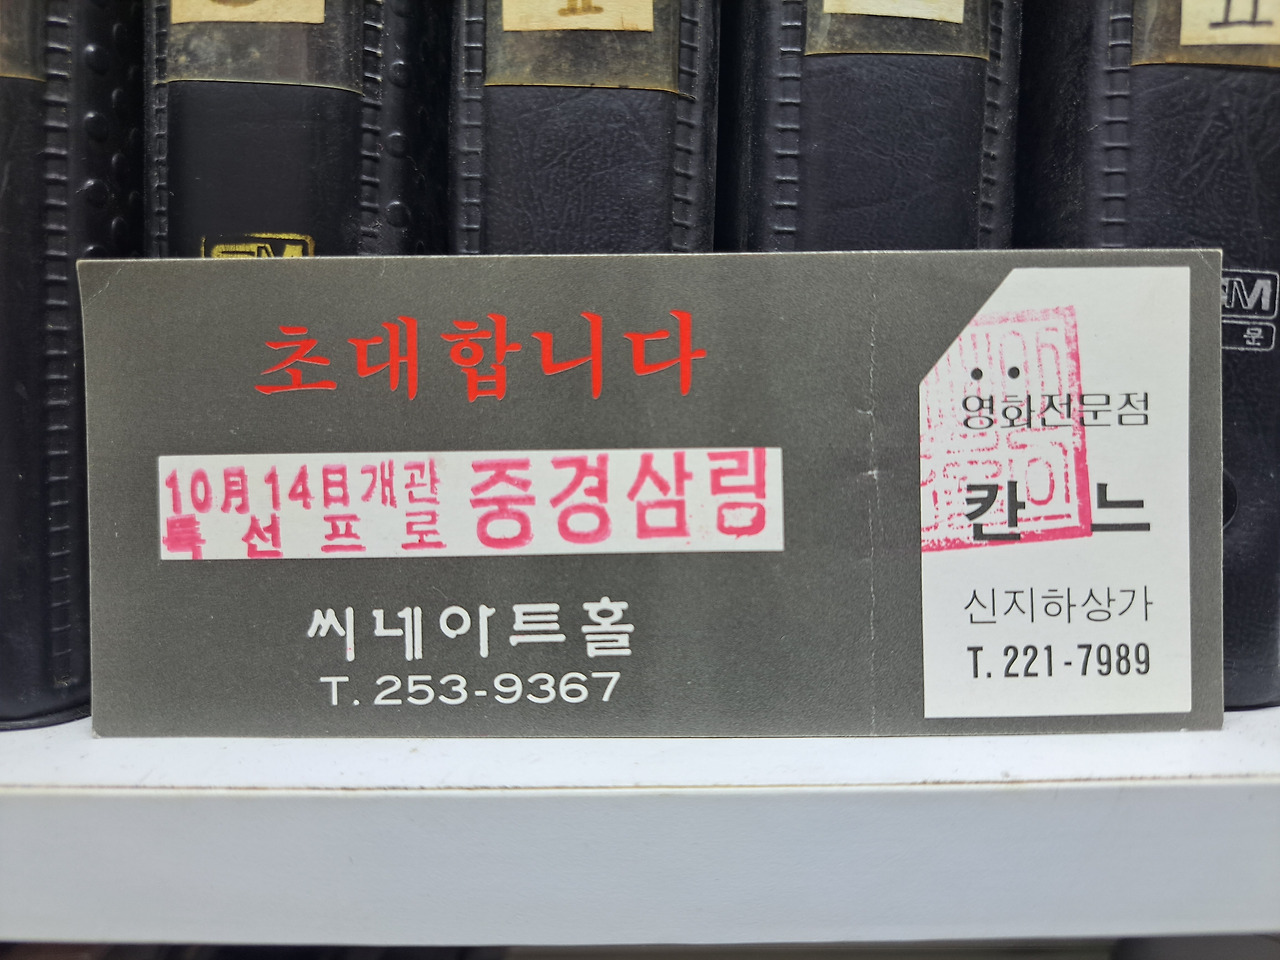 초대합니다
10月14日개관
특선프로
중경삼림
씨네아트홀
T. 253-9367
영화전문점
칸느
신지하상가
T. 221-7989
문